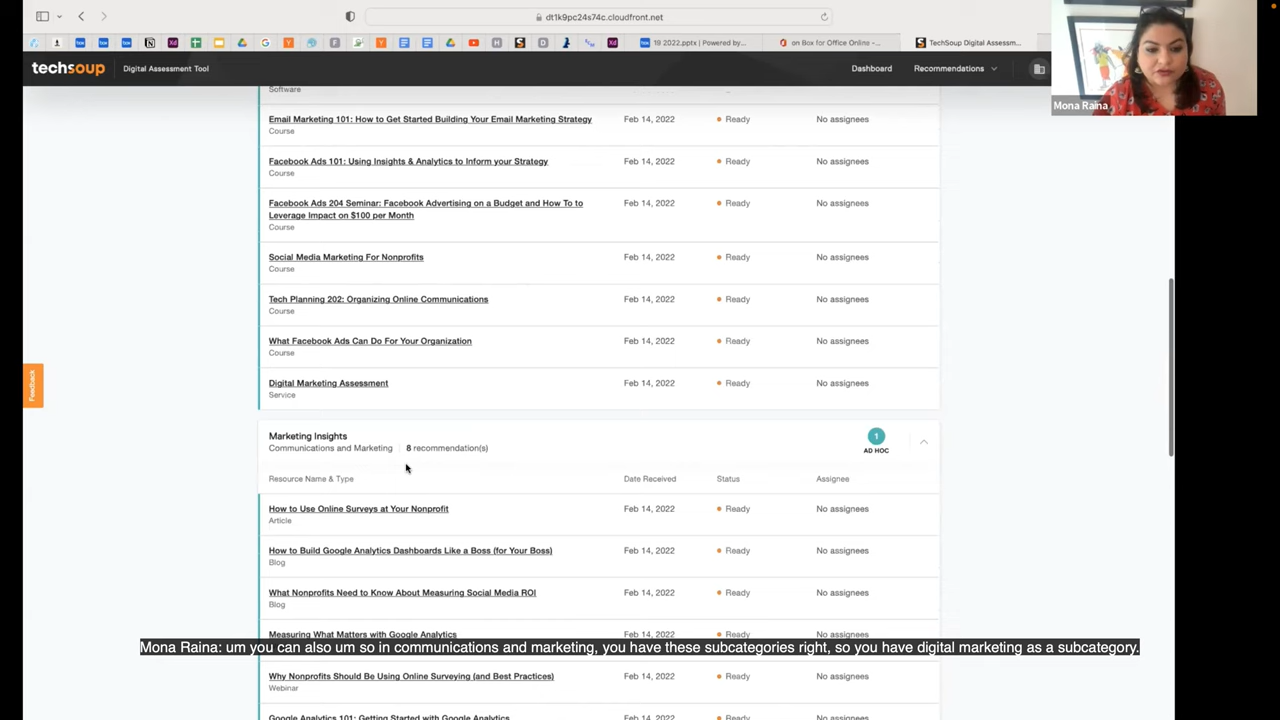 dt1k9pc24s74c.cloudfront.net
19 2022.pptx | Powered by...
on Box for Office Onlins -...
TechSoup Digital Assessm...
techsoup
Digital Assessment Tool
Dashboard
Recommendations
Mona Raina
Software
Email Marketing 101: How to Get Started Building Your Email Marketing Strategy
Feb 14, 2022
Ready
No assignees
Course
Facebook Ads 101: Using Insights & Analytics to Inform your Strategy
Feb 14, 2022
Ready
No assignees
Course
Facebook Ads 204 Seminar: Facebook Advertising on a Budget and How To to
Leverage Impact on $100 per Month
Feb 14, 2022
Ready
No assignees
Course
Social Media Marketing For Nonprofits
Feb 14, 2022
Ready
No assignees
Course
Tech Planning 202: Organizing Online Communications
Feb 14, 2022
Ready
No assignees
Course
What Facebook Ads Can Do For Your Organization
Feb 14, 2022
Ready
No assignees
Course
Digital Marketing Assessment
Feb 14, 2022
Ready
No assignees
Service
Feedback
Marketing Insights
Communications and Marketing
8 recommendation(s)
1
AD HOC
Resource Name & Type
Date Received
Status
Assignee
How to Use Online Surveys at Your Nonprofit
Feb 14, 2022
Ready
No assignees
Article
How to Build Google Analytics Dashboards Like a Boss (for Your Boss)
Feb 14, 2022
Ready
No assignees
Blog
What Nonprofits Need to Know About Measuring Social Media ROI
Feb 14, 2022
Ready
No assignees
Blog
Measuring What Matters with Google Analytics
Feb 14, 2022
Ready
No assignees
Mona Raina: um you can also um so in communications and marketing, you have these subcategories right, so you have digital marketing as a subcategory.
Why Nonprofits Should Be Using Online Surveying (and Best Practices)
Feb 14, 2022
Ready
No assignees
Webinar
Google Analytics 101: Getting Started with Google Analytics
Feb 14, 2022
Ready
No assignees